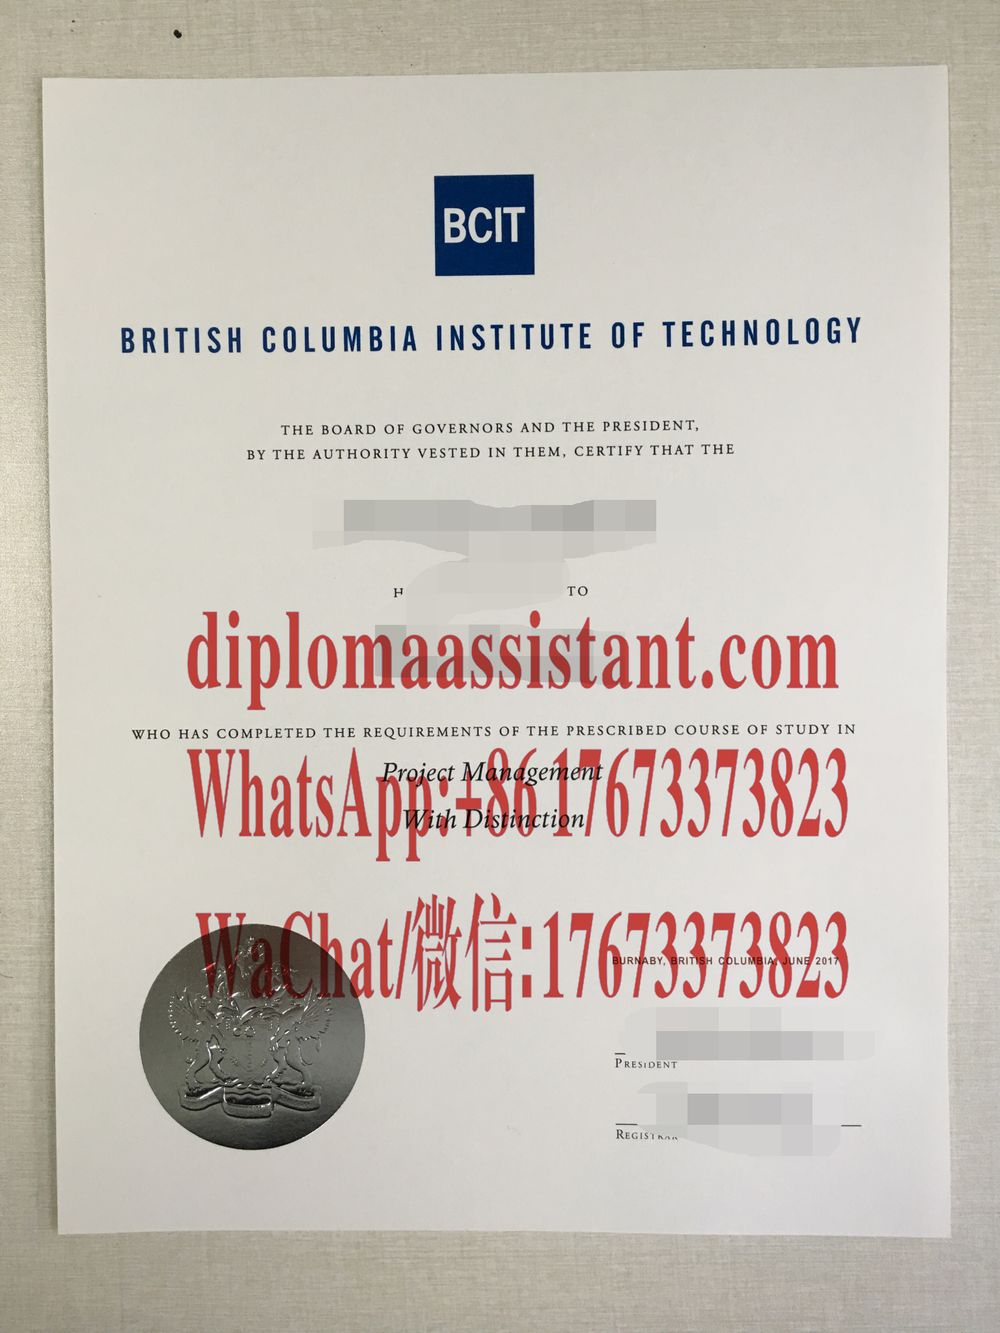 BCIT
BRITISH COLUMBIA INSTITUTE OF TECHNOLOGY
THE BOARD OF GOVERNORS AND THE PRESIDENT,
BY THE AUTHORITY VESTED IN THEM, CERTIFY THAT THE
H TO
diplomaassistant.com
WHO HAS COMPLETED THE REQUIREMENTS OF THE PRESCRIBED COURSE OF STUDY IN
Project Management
WhatsApp:+86 17673373823
With Distinction
WaChat/微信:17673373823
BURNABY, BRITISH COLUMBIA, JUNE 2017
PRESIDENT
REGISTRAR